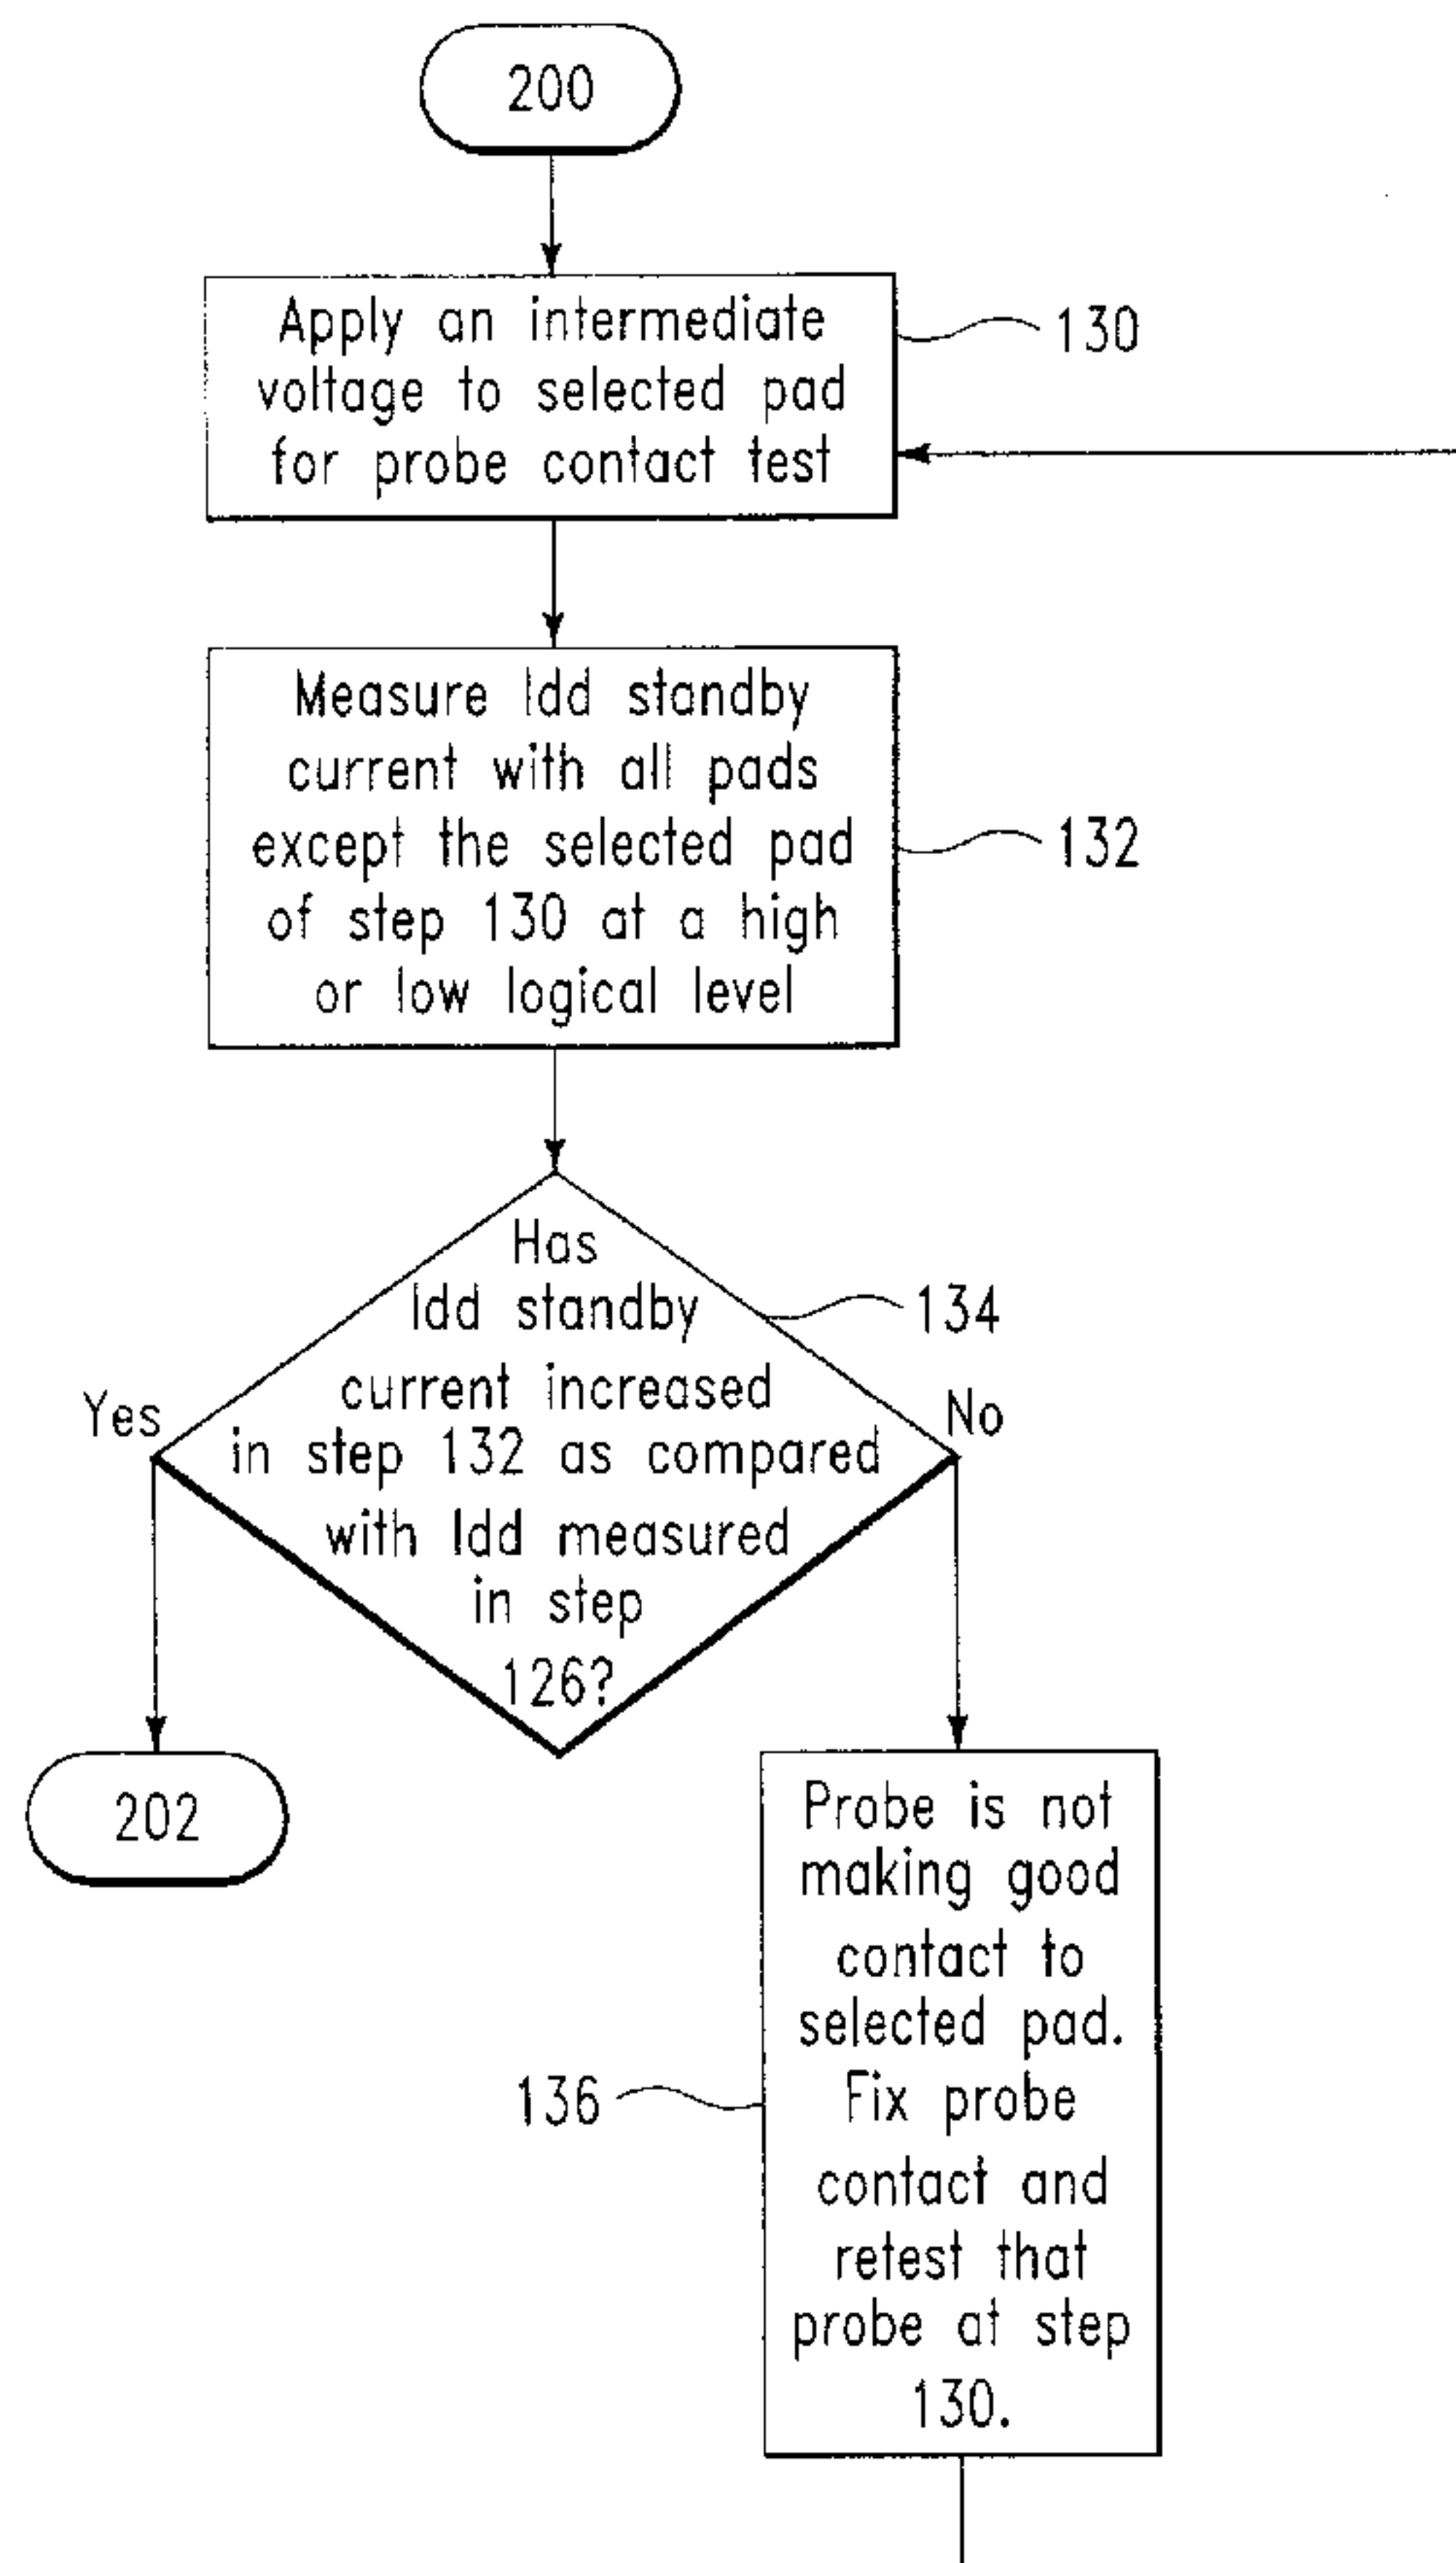 200
Apply an intermediate
voltage to selected pad
for probe contact test
130
Measure Idd standby
current with all pads
except the selected pad
of step 130 at a high
or low logical level
132
Has
Idd standby
current increased
in step 132 as compared
with Idd measured
in step
126?
134
Yes
No
202
Probe is not
making good
contact to
selected pad.
Fix probe
contact and
retest that
probe at step
130.
136